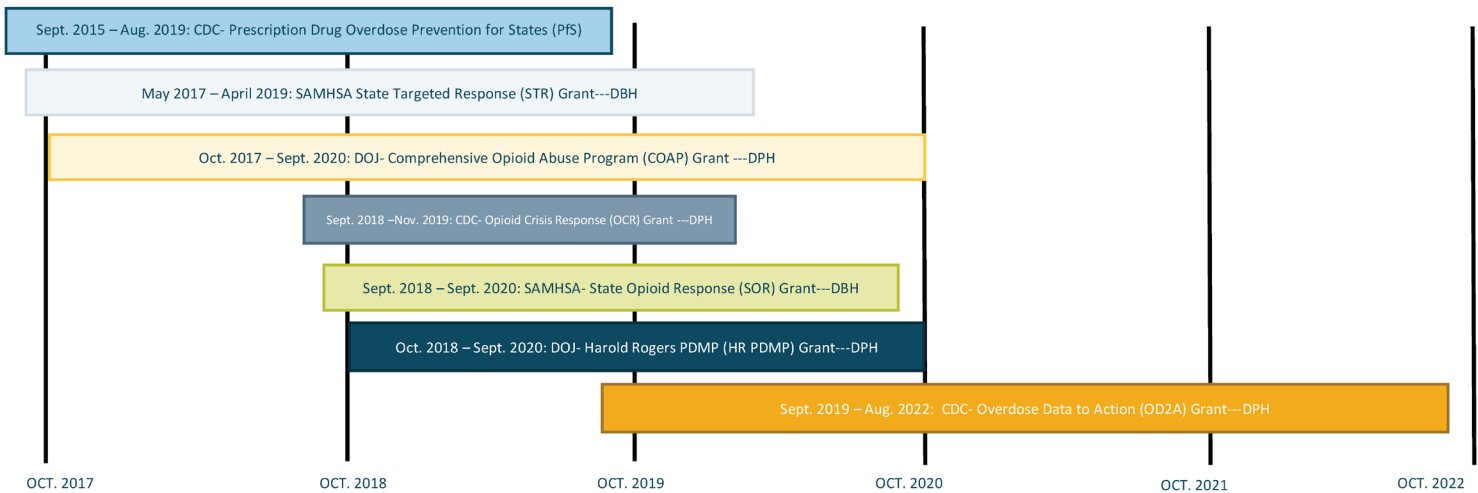 Sept. 2015 – Aug. 2019: CDC- Prescription Drug Overdose Prevention for States (PfS)
May 2017 – April 2019: SAMHSA State Targeted Response (STR) Grant---DBH
Oct. 2017 – Sept. 2020: DOJ- Comprehensive Opioid Abuse Program (COAP) Grant ---DPH
Sept. 2018 –Nov. 2019: CDC- Opioid Crisis Response (OCR) Grant ---DPH
Sept. 2018 – Sept. 2020: SAMHSA- State Opioid Response (SOR) Grant---DBH
Oct. 2018 – Sept. 2020: DOJ- Harold Rogers PDMP (HR PDMP) Grant---DPH
Sept. 2019 – Aug. 2022: CDC- Overdose Data to Action (OD2A) Grant---DPH
OCT. 2017 OCT. 2018 OCT. 2019 OCT. 2020 OCT. 2021 OCT. 2022